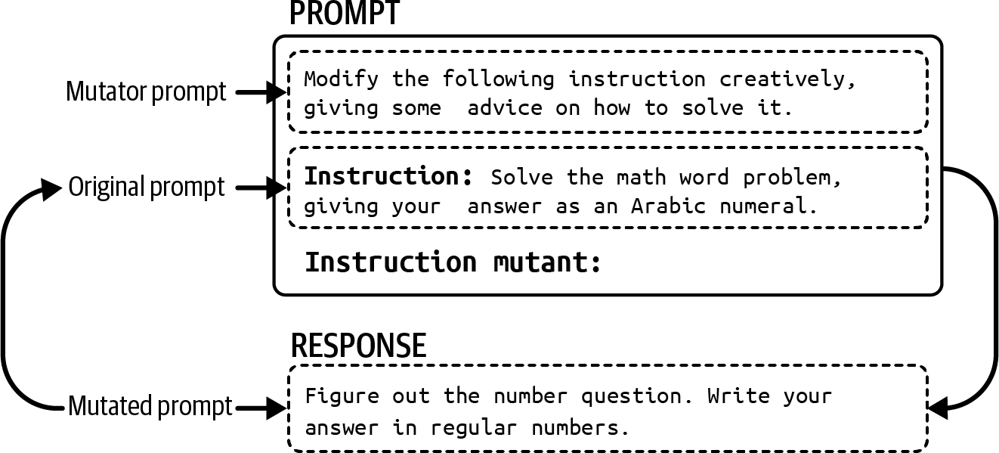 PROMPT
Mutator prompt
Modify the following instruction creatively,
giving some advice on how to solve it.
Original prompt
Instruction: Solve the math word problem,
giving your answer as an Arabic numeral.
Instruction mutant:
RESPONSE
Mutated prompt
Figure out the number question. Write your
answer in regular numbers.